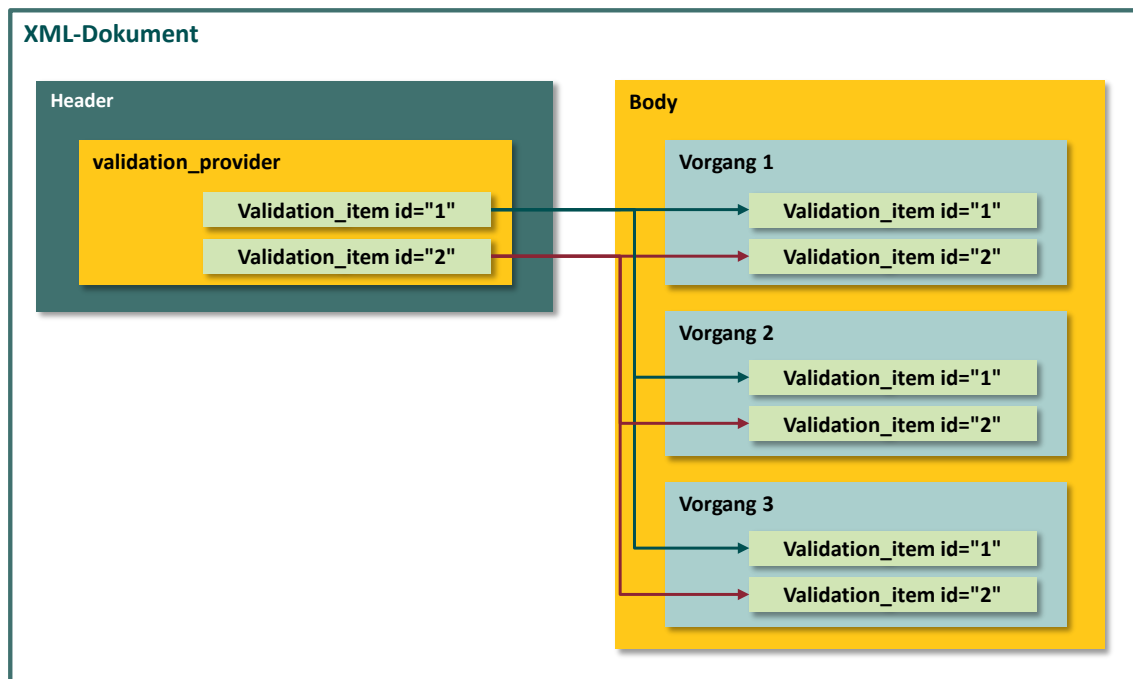 XML-Dokument
Header
validation_provider
Validation_item id="1"
Validation_item id="2"
Body
Vorgang 1
Validation_item id="1"
Validation_item id="2"
Vorgang 2
Validation_item id="1"
Validation_item id="2"
Vorgang 3
Validation_item id="1"
Validation_item id="2"